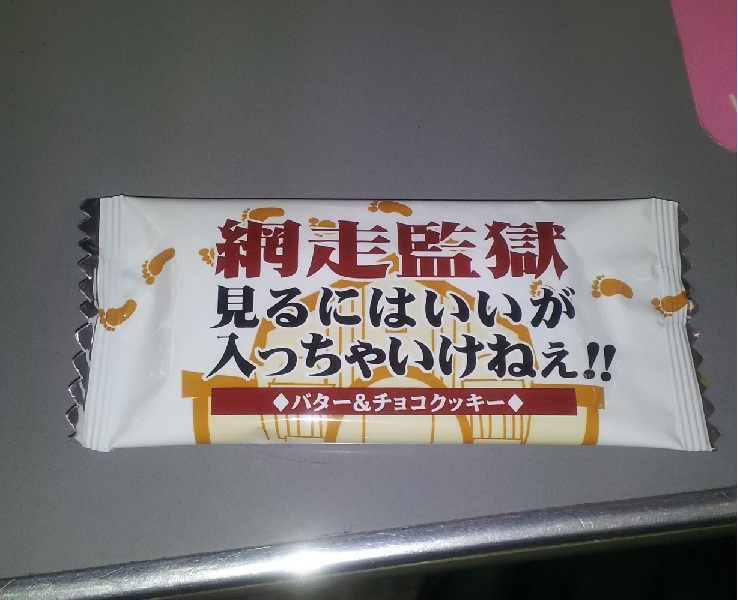 網走監獄
見るにはいいが
入っちゃいけねぇ!!
◆バター&チョコクッキー◆